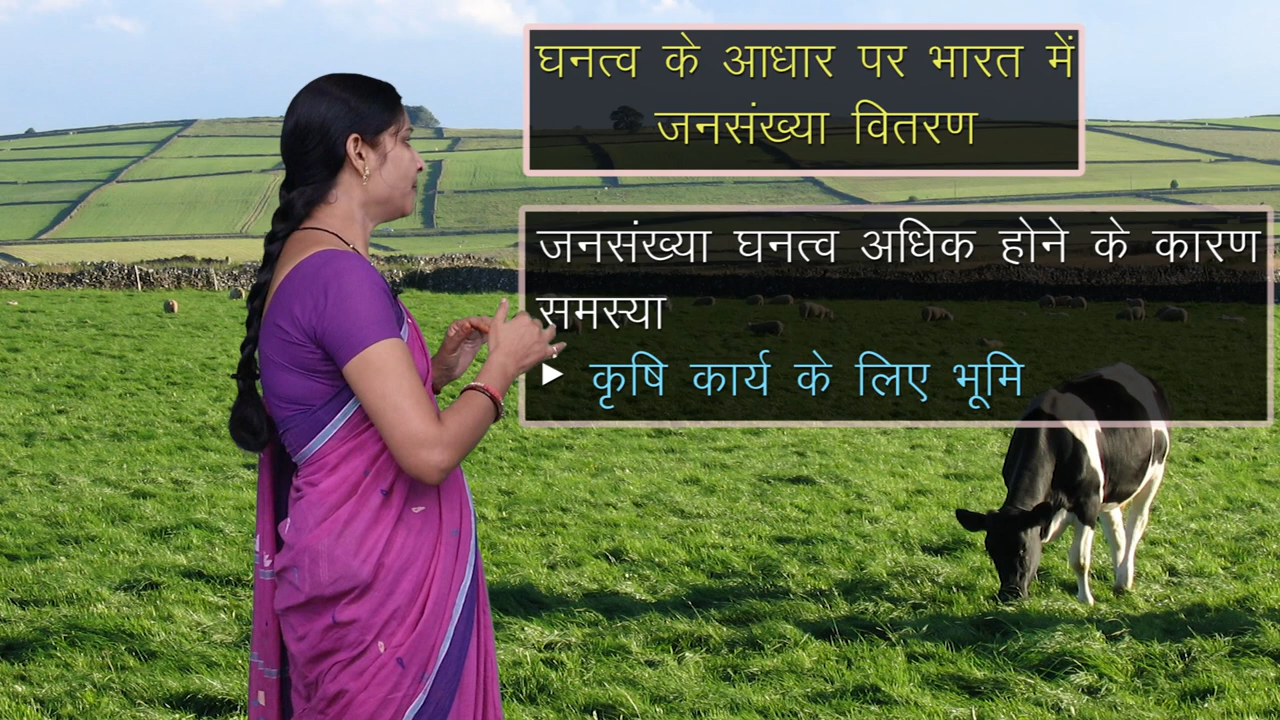 घनत्व के आधार पर भारत में
जनसंख्या वितरण
जनसंख्या घनत्व अधिक होने के कारण
समस्या
► कृषि कार्य के लिए भूमि